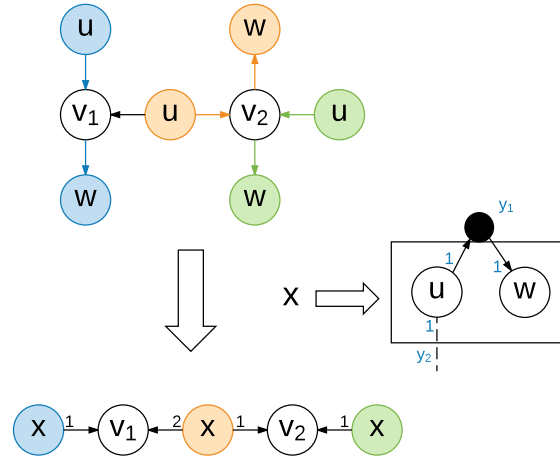 u w
v₁ u v₂ u
w w
y₁
x 1 1
u w
1
y₂
x 1 v₁ 2 x 1 v₂ 1 x